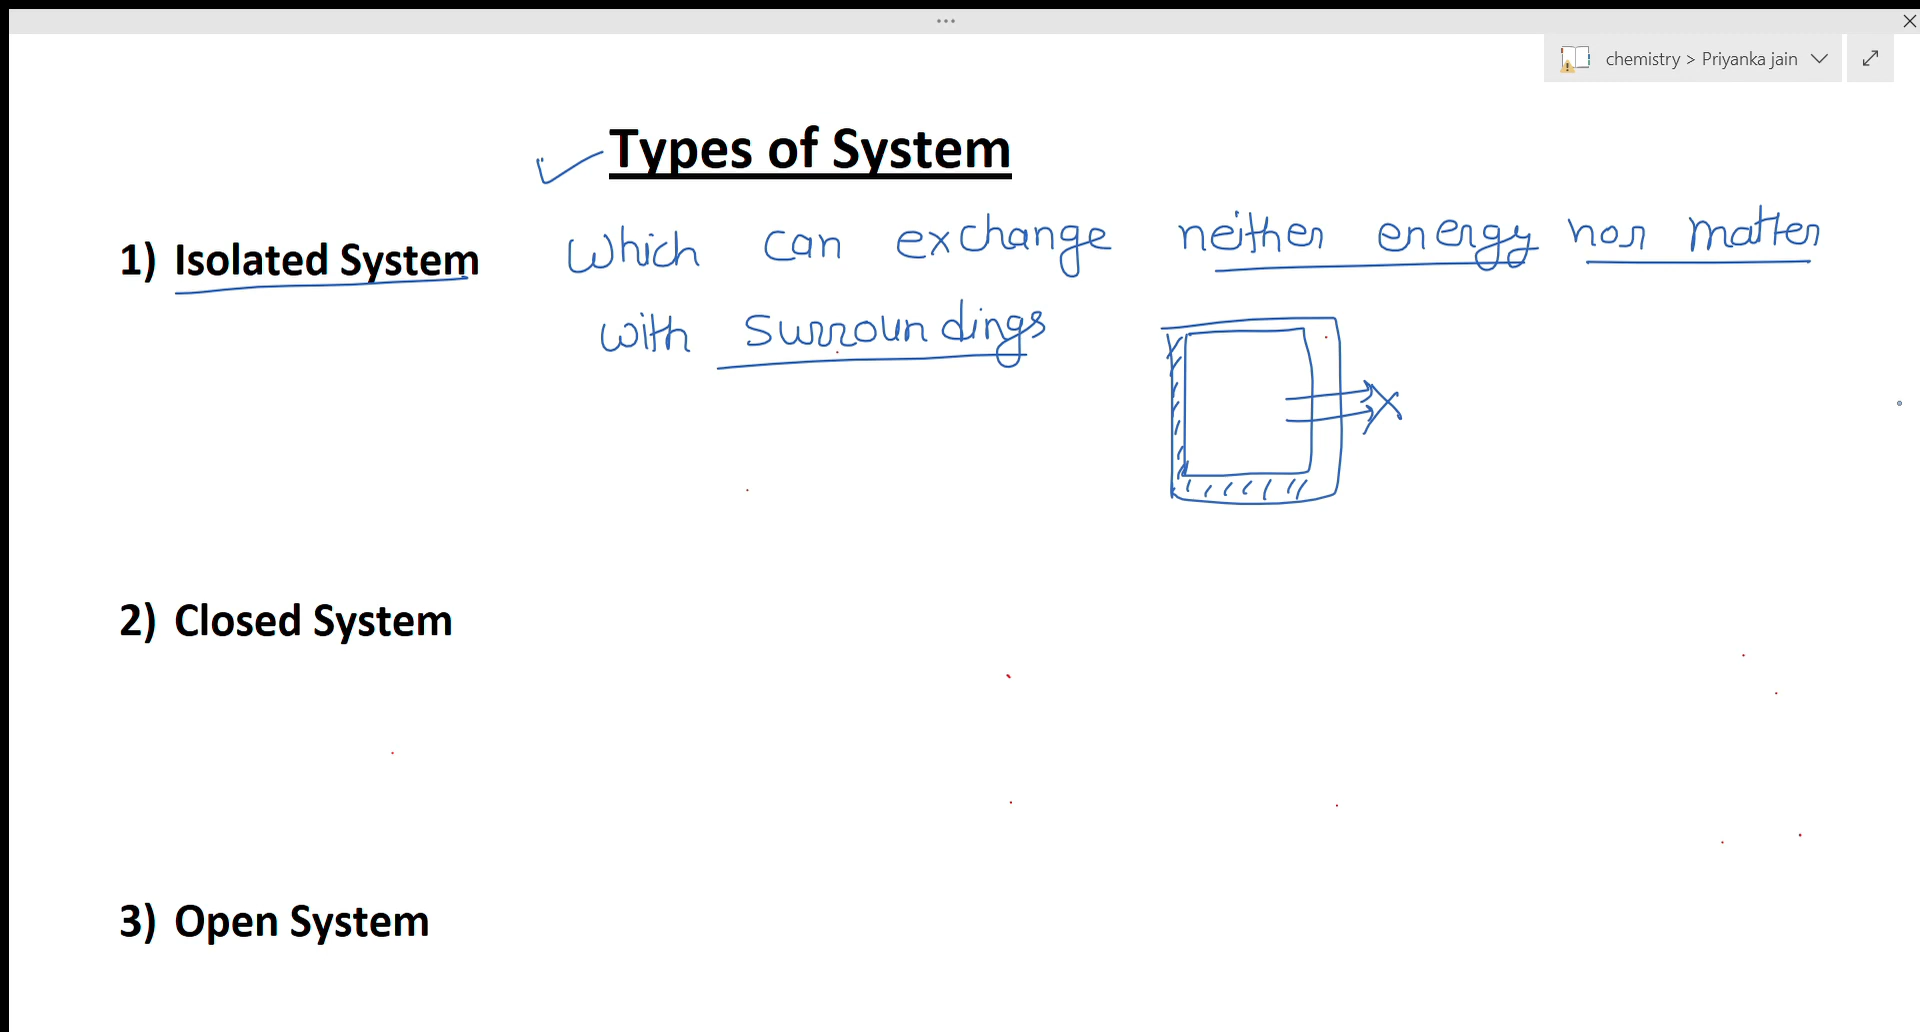 chemistry > Priyanka jain
Types of System
1) Isolated System which can exchange neither energy nor matter
with surroundings
2) Closed System
3) Open System